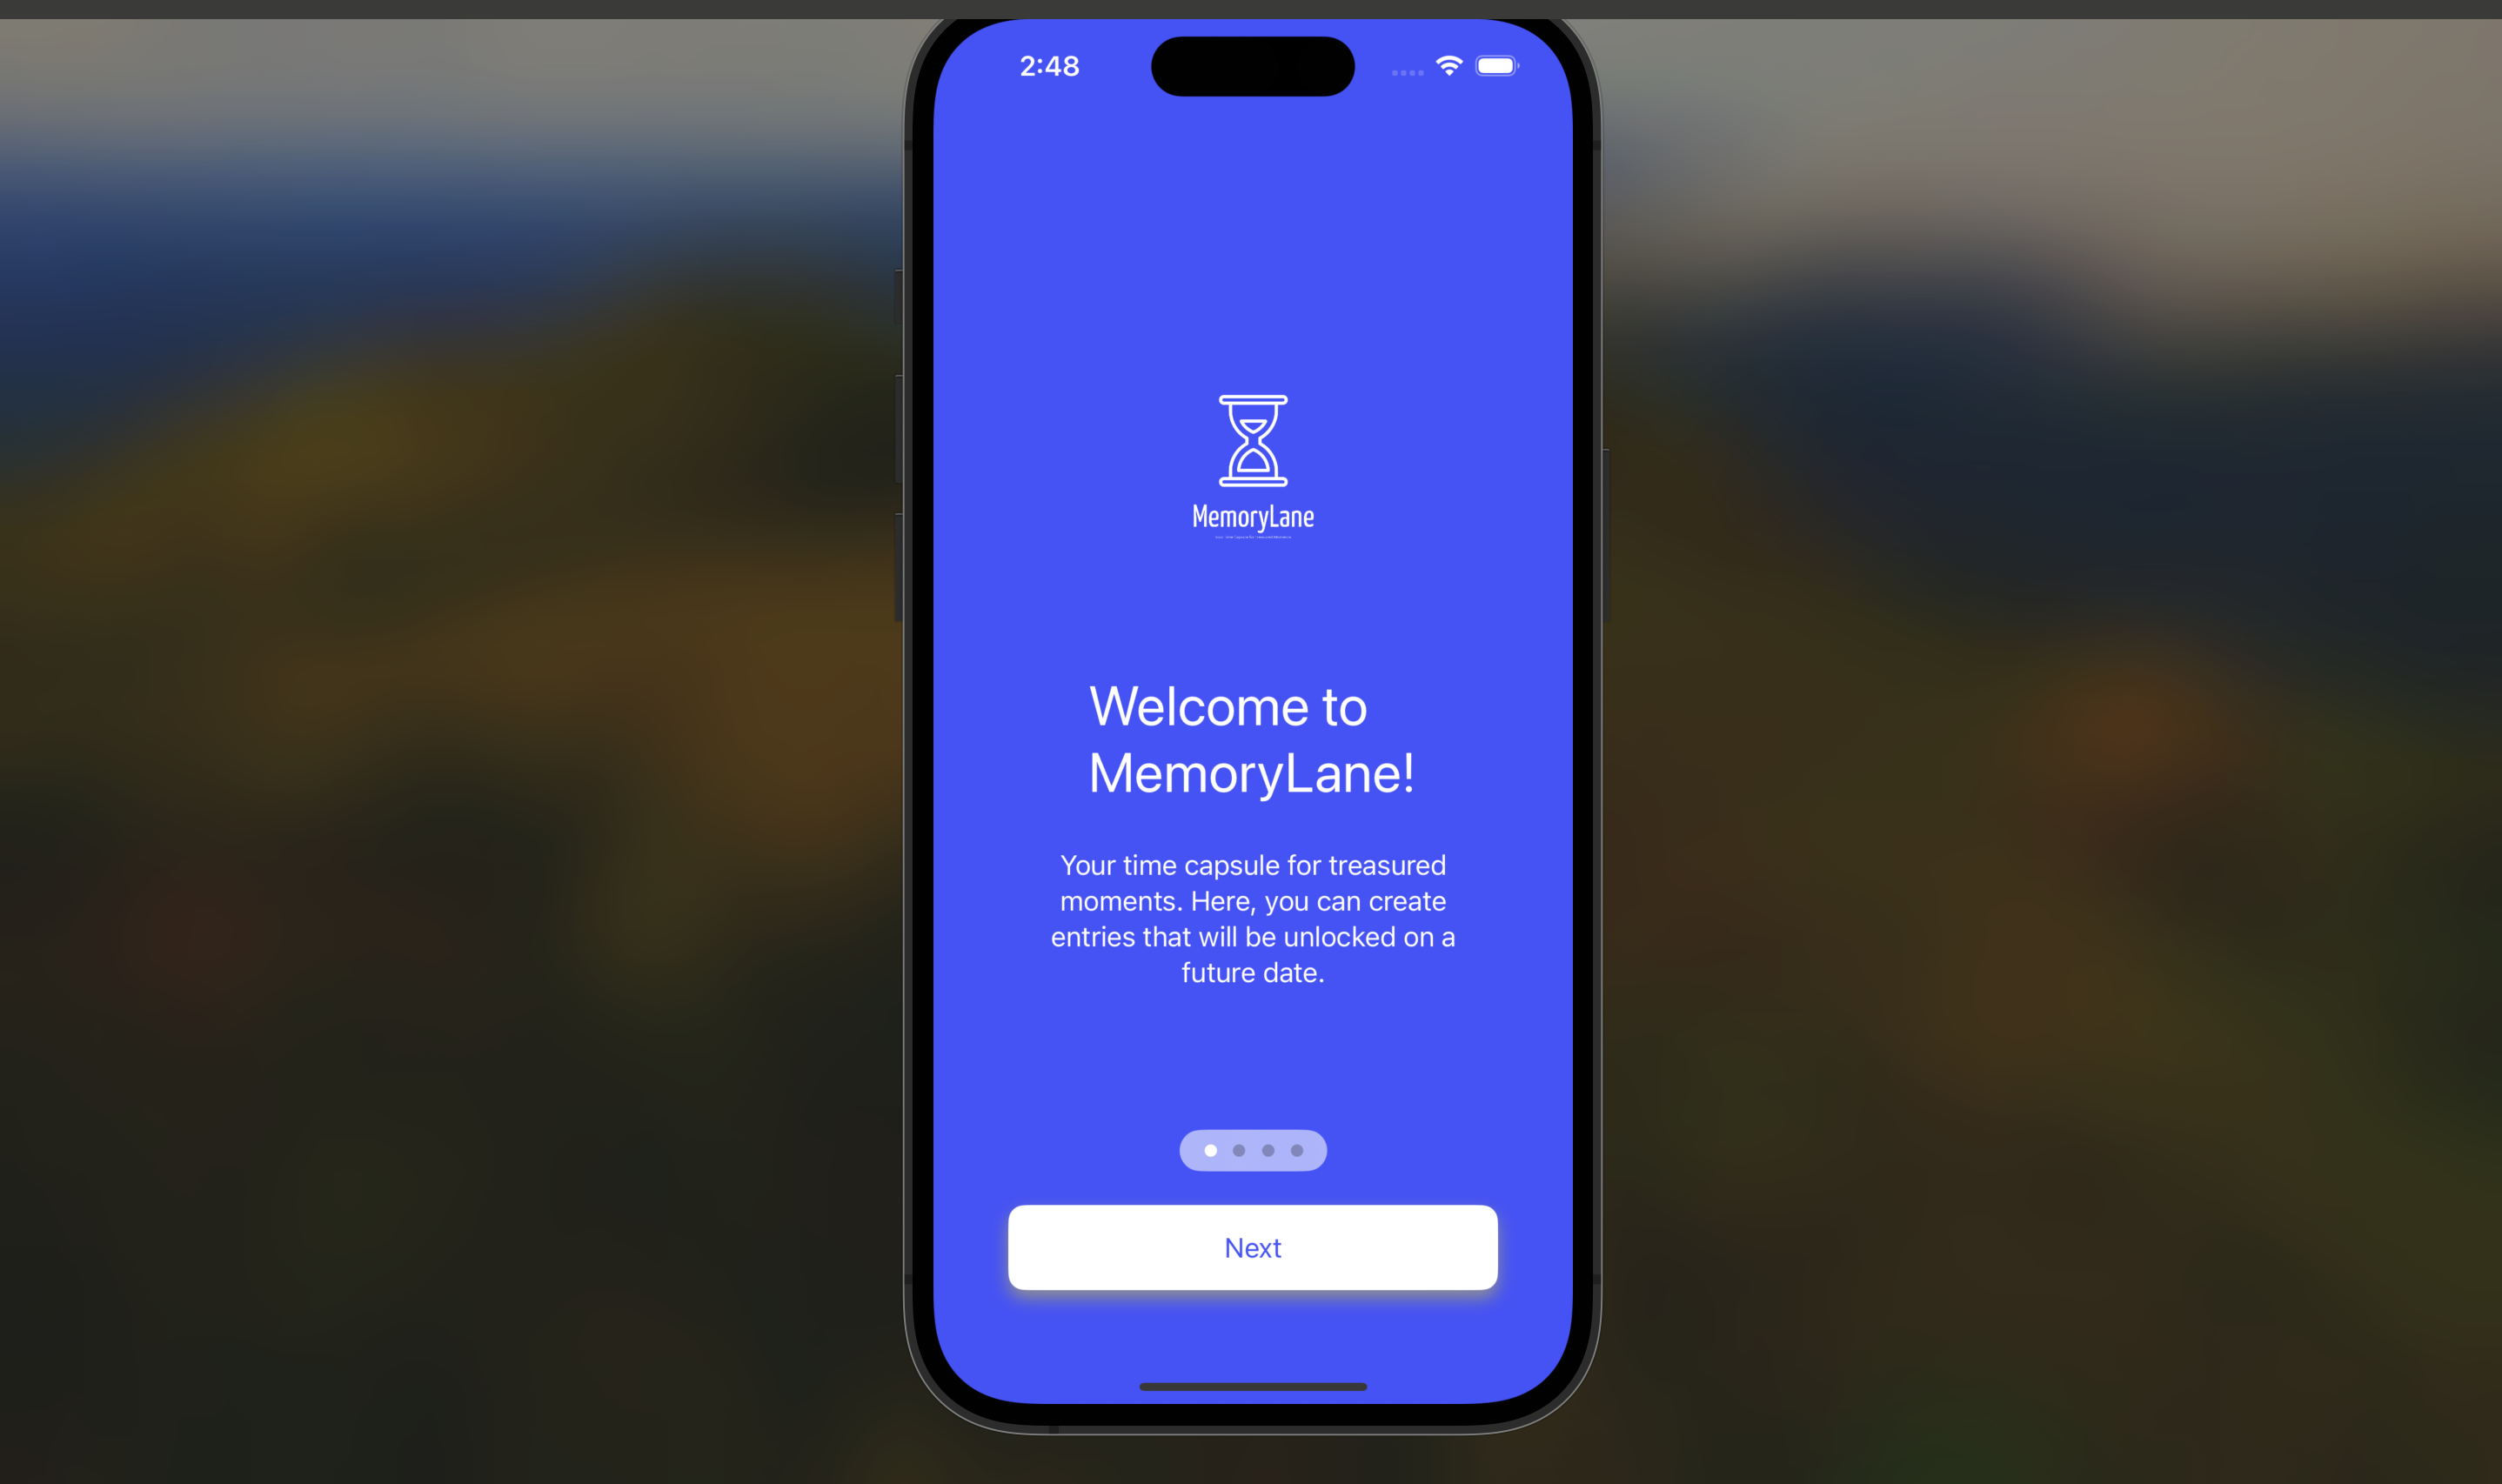 2:48
MemoryLane
Welcome to
MemoryLane!
Your time capsule for treasured
moments. Here, you can create
entries that will be unlocked on a
future date.
Next